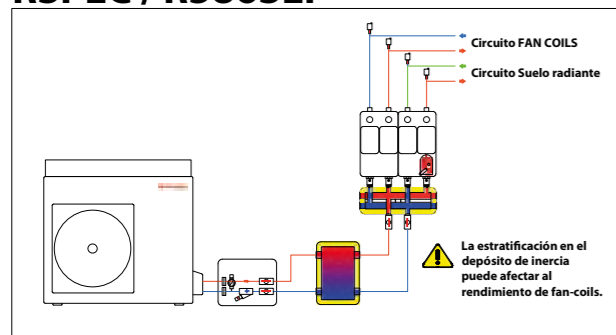 Circuito FAN COILS
Circuito Suelo radiante
La estratificación en el
depósito de inercia
puede afectar al
rendimiento de fan-coils.